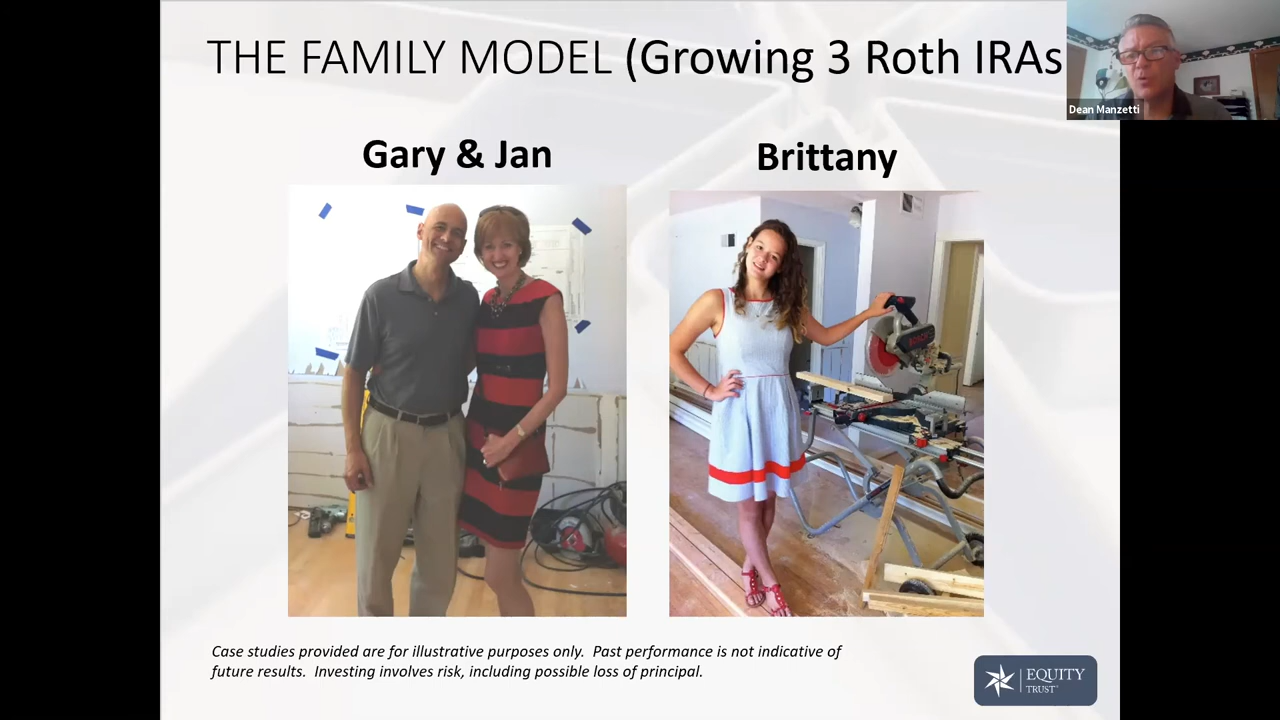 THE FAMILY MODEL (Growing 3 Roth IRAs
Dean Manzetti
Gary & Jan
Brittany
Case studies provided are for illustrative purposes only. Past performance is not indicative of
future results. Investing involves risk, including possible loss of principal.
EQUITY
TRUST